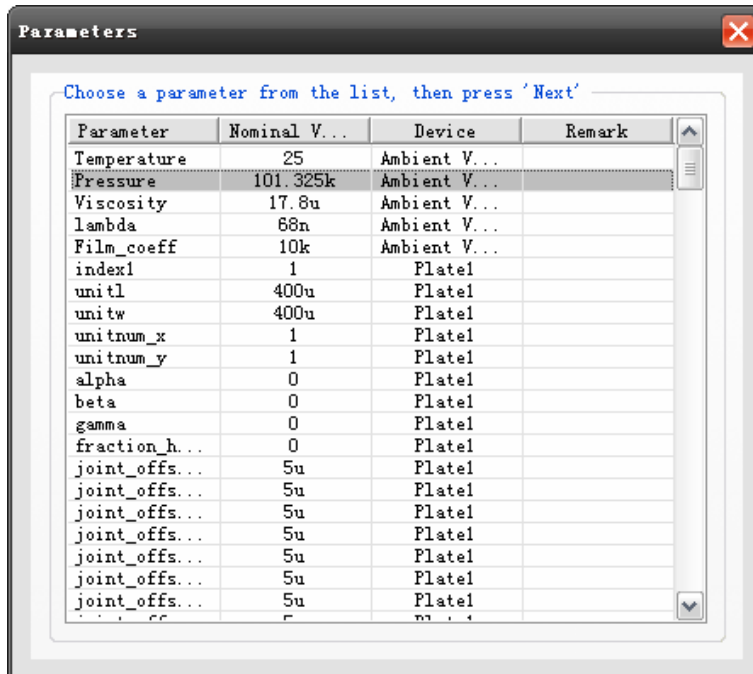 Parameters
Choose a parameter from the list, then press 'Next'
Parameter Nominal V... Device Remark
Temperature 25 Ambient V...
Pressure 101.325k Ambient V...
Viscosity 17.8u Ambient V...
lambda 68n Ambient V...
Film_coeff 10k Ambient V...
index1 1 Plate1
unitl 400u Plate1
unitw 400u Plate1
unitnum_x 1 Plate1
unitnum_y 1 Plate1
alpha 0 Plate1
beta 0 Plate1
gamma 0 Plate1
fraction_h... 0 Plate1
joint_offs... 5u Plate1
joint_offs... 5u Plate1
joint_offs... 5u Plate1
joint_offs... 5u Plate1
joint_offs... 5u Plate1
joint_offs... 5u Plate1
joint_offs... 5u Plate1